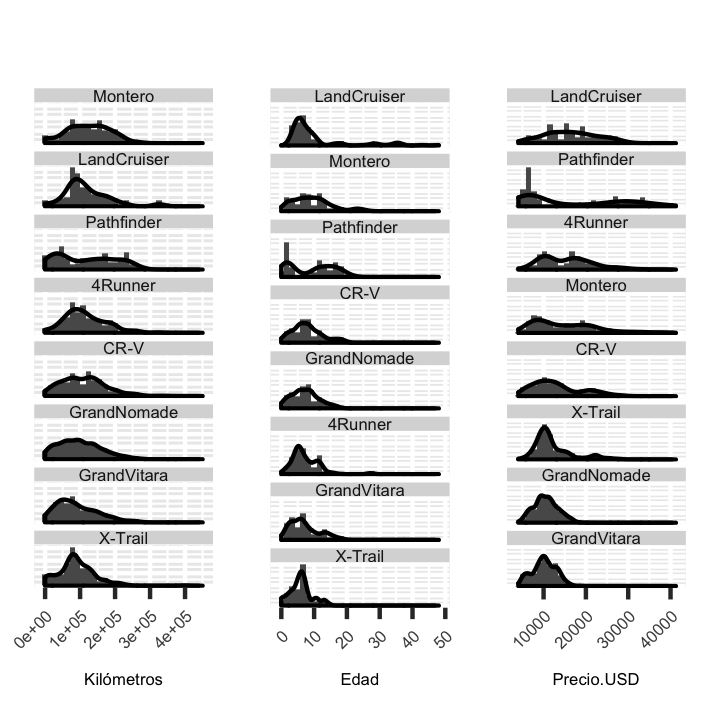 Montero
LandCruiser
Pathfinder
4Runner
CR-V
GrandNomade
GrandVitara
X-Trail
0e+00
1e+05
2e+05
3e+05
4e+05
Kilómetros
LandCruiser
Montero
Pathfinder
CR-V
GrandNomade
4Runner
GrandVitara
X-Trail
0
10
20
30
40
50
Edad
LandCruiser
Pathfinder
4Runner
Montero
CR-V
X-Trail
GrandNomade
GrandVitara
10000
20000
30000
40000
Precio.USD